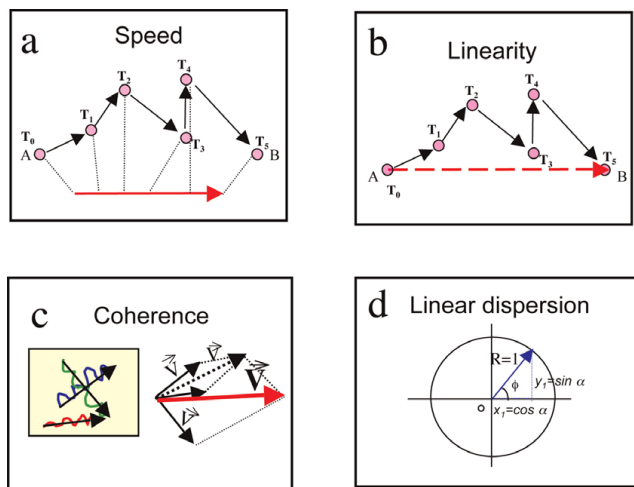 a
Speed
T0
A
T1
T2
T3
T4
T5
B
b
Linearity
A
T0
T1
T2
T3
T4
T5
B
c
Coherence
V
V
V
V
d
Linear dispersion
R=1
ϕ
y1=sin α
x1=cos α
o